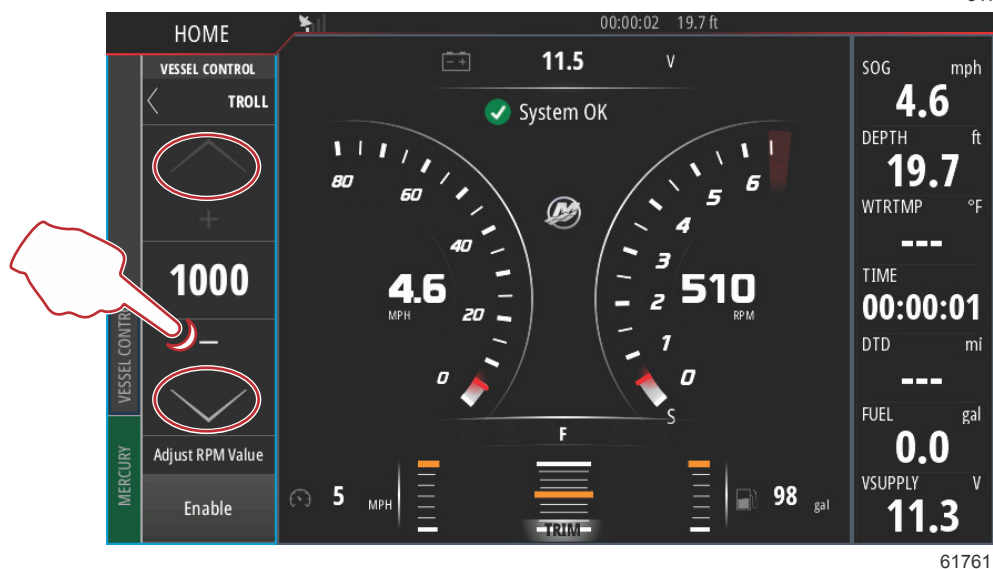 HOME
00:00:02 19.7 ft
VESSEL CONTROL
TROLL
+
1000
−
Adjust RPM Value
Enable
VESSEL CONTR
MERCURY
11.5 V
System OK
80
60
40
20
0
4.6
MPH
6
5
4
3
2
1
0
S
510
RPM
F
5 MPH
TRIM
98 gal
SOG mph
4.6
DEPTH ft
19.7
WTRTMP °F
---
TIME
00:00:01
DTD mi
---
FUEL gal
0.0
VSUPPLY V
11.3
61761